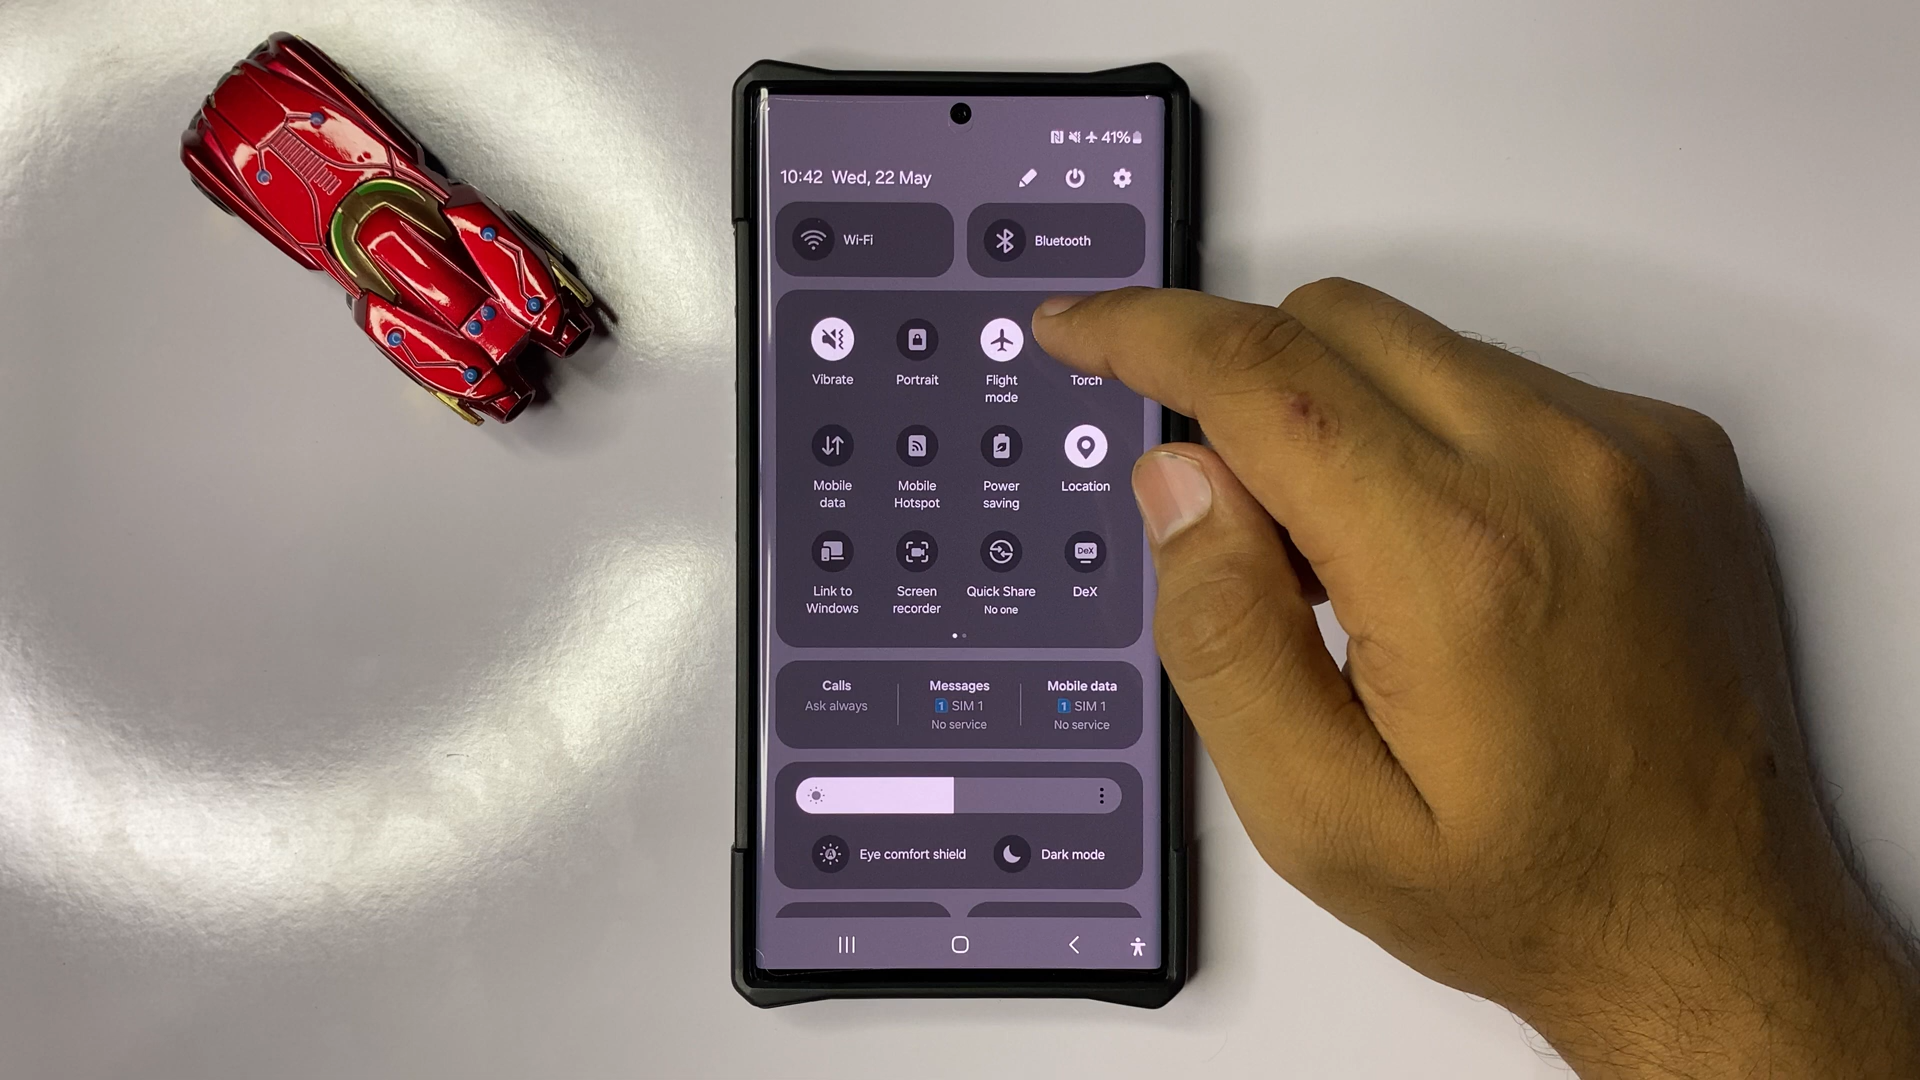 41%
10:42 Wed, 22 May
Wi-Fi
Bluetooth
Vibrate
Portrait
Flight
mode
Torch
Mobile
data
Mobile
Hotspot
Power
saving
Location
DeX
Link to
Windows
Screen
recorder
Quick Share
No one
DeX
Calls
Ask always
Messages
1 SIM 1
No service
Mobile data
1 SIM 1
No service
Eye comfort shield
Dark mode